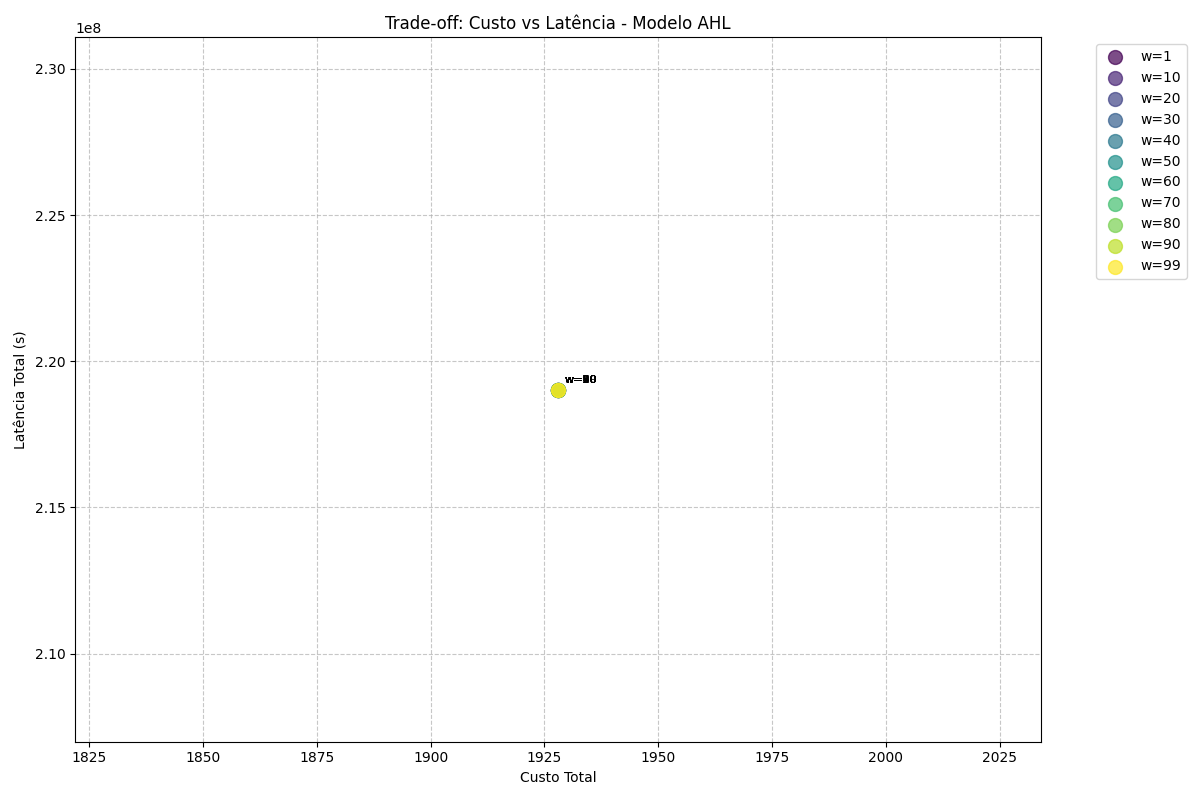 Trade-off: Custo vs Latência - Modelo AHL
1e8
2.30
2.25
2.20
2.15
2.10
Latência Total (s)
1825
1850
1875
1900
1925
1950
1975
2000
2025
Custo Total
w=1
w=10
w=20
w=30
w=40
w=50
w=60
w=70
w=80
w=90
w=99